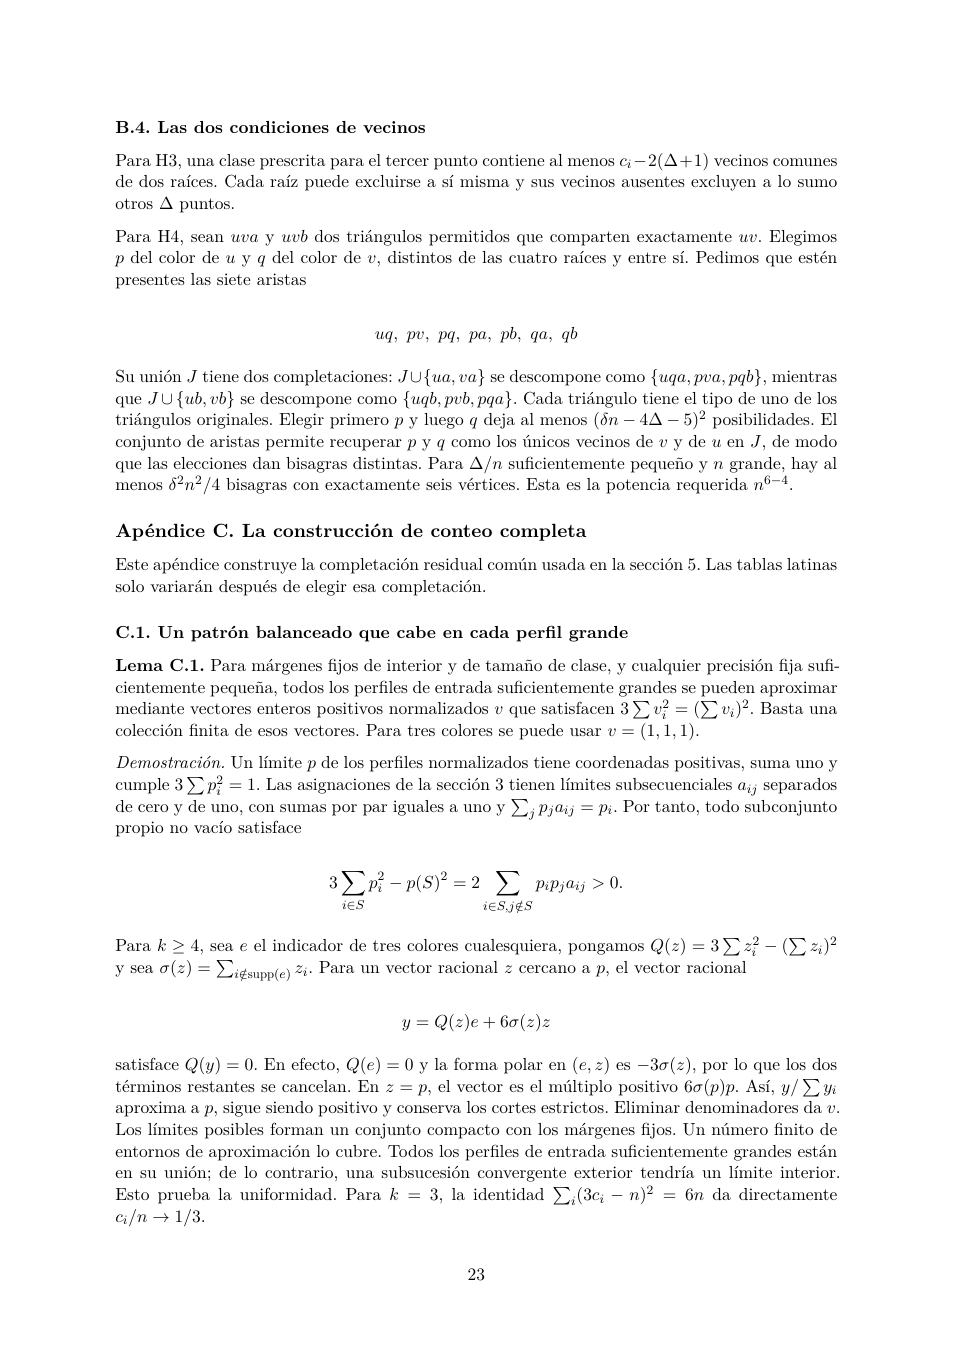 B.4. Las dos condiciones de vecinos
Para H3, una clase prescrita para el tercer punto contiene al menos c_i−2(Δ+1) vecinos comunes
de dos raíces. Cada raíz puede excluirse a sí misma y sus vecinos ausentes excluyen a lo sumo
otros Δ puntos.
Para H4, sean uva y uvb dos triángulos permitidos que comparten exactamente uv. Elegimos
p del color de u y q del color de v, distintos de las cuatro raíces y entre sí. Pedimos que estén
presentes las siete aristas
uq, pv, pq, pa, pb, qa, qb
Su unión J tiene dos completaciones: J∪{ua, va} se descompone como {uqa, pva, pqb}, mientras
que J ∪ {ub, vb} se descompone como {uqb, pvb, pqa}. Cada triángulo tiene el tipo de uno de los
triángulos originales. Elegir primero p y luego q deja al menos (δn − 4Δ − 5)² posibilidades. El
conjunto de aristas permite recuperar p y q como los únicos vecinos de v y de u en J, de modo
que las elecciones dan bisagras distintas. Para Δ/n suficientemente pequeño y n grande, hay al
menos δ²n²/4 bisagras con exactamente seis vértices. Esta es la potencia requerida n^{6−4}.
Apéndice C. La construcción de conteo completa
Este apéndice construye la completación residual común usada en la sección 5. Las tablas latinas
solo variarán después de elegir esa completación.
C.1. Un patrón balanceado que cabe en cada perfil grande
Lema C.1. Para márgenes fijos de interior y de tamaño de clase, y cualquier precisión fija sufi-
cientemente pequeña, todos los perfiles de entrada suficientemente grandes se pueden aproximar
mediante vectores enteros positivos normalizados v que satisfacen 3 ∑ v_i² = (∑ v_i)². Basta una
colección finita de esos vectores. Para tres colores se puede usar v = (1, 1, 1).
Demostración. Un límite p de los perfiles normalizados tiene coordenadas positivas, suma uno y
cumple 3 ∑ p_i² = 1. Las asignaciones de la sección 3 tienen límites subsecuenciales a_{ij} separados
de cero y de uno, con sumas por par iguales a uno y ∑_j p_j a_{ij} = p_i. Por tanto, todo subconjunto
propio no vacío satisface
3 ∑_{i∈S} p_i² − p(S)² = 2 ∑_{i∈S,j∉S} p_i p_j a_{ij} > 0.
Para k ≥ 4, sea e el indicador de tres colores cualesquiera, pongamos Q(z) = 3 ∑ z_i² − (∑ z_i)²
y sea σ(z) = ∑_{i∉supp(e)} z_i. Para un vector racional z cercano a p, el vector racional
y = Q(z)e + 6σ(z)z
satisface Q(y) = 0. En efecto, Q(e) = 0 y la forma polar en (e, z) es −3σ(z), por lo que los dos
términos restantes se cancelan. En z = p, el vector es el múltiplo positivo 6σ(p)p. Así, y/ ∑ y_i
aproxima a p, sigue siendo positivo y conserva los cortes estrictos. Eliminar denominadores da v.
Los límites posibles forman un conjunto compacto con los márgenes fijos. Un número finito de
entornos de aproximación lo cubre. Todos los perfiles de entrada suficientemente grandes están
en su unión; de lo contrario, una subsucesión convergente exterior tendría un límite interior.
Esto prueba la uniformidad. Para k = 3, la identidad ∑_i(3c_i − n)² = 6n da directamente
c_i/n → 1/3.
23